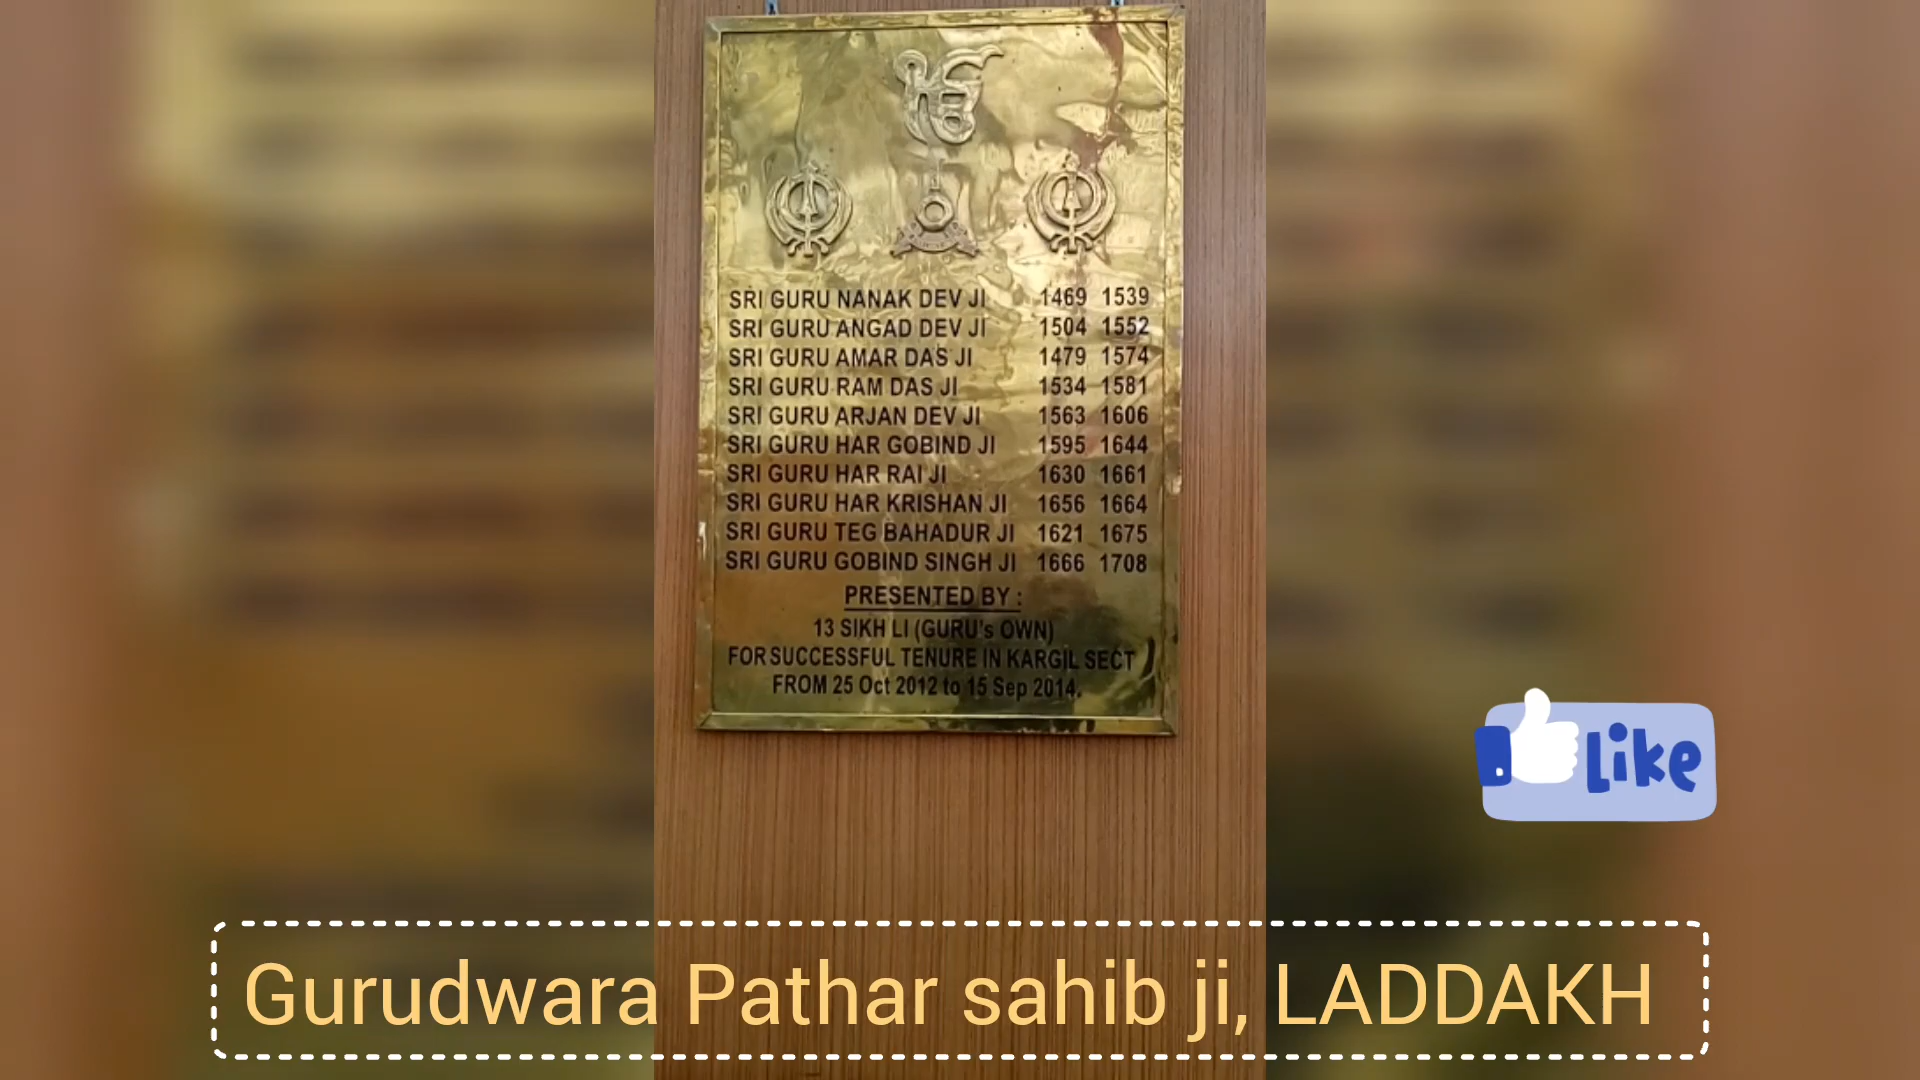 ੴ
SRI GURU NANAK DEV JI 1469 1539
SRI GURU ANGAD DEV JI 1504 1552
SRI GURU AMAR DAS JI 1479 1574
SRI GURU RAM DAS JI 1534 1581
SRI GURU ARJAN DEV JI 1563 1606
SRI GURU HAR GOBIND JI 1595 1644
SRI GURU HAR RAI JI 1630 1661
SRI GURU HAR KRISHAN JI 1656 1664
SRI GURU TEG BAHADUR JI 1621 1675
SRI GURU GOBIND SINGH JI 1666 1708
PRESENTED BY :
13 SIKH LI (GURU's OWN)
FOR SUCCESSFUL TENURE IN KARGIL SECT
FROM 25 Oct 2012 to 15 Sep 2014.
Like
Gurudwara Pathar sahib ji, LADDAKH